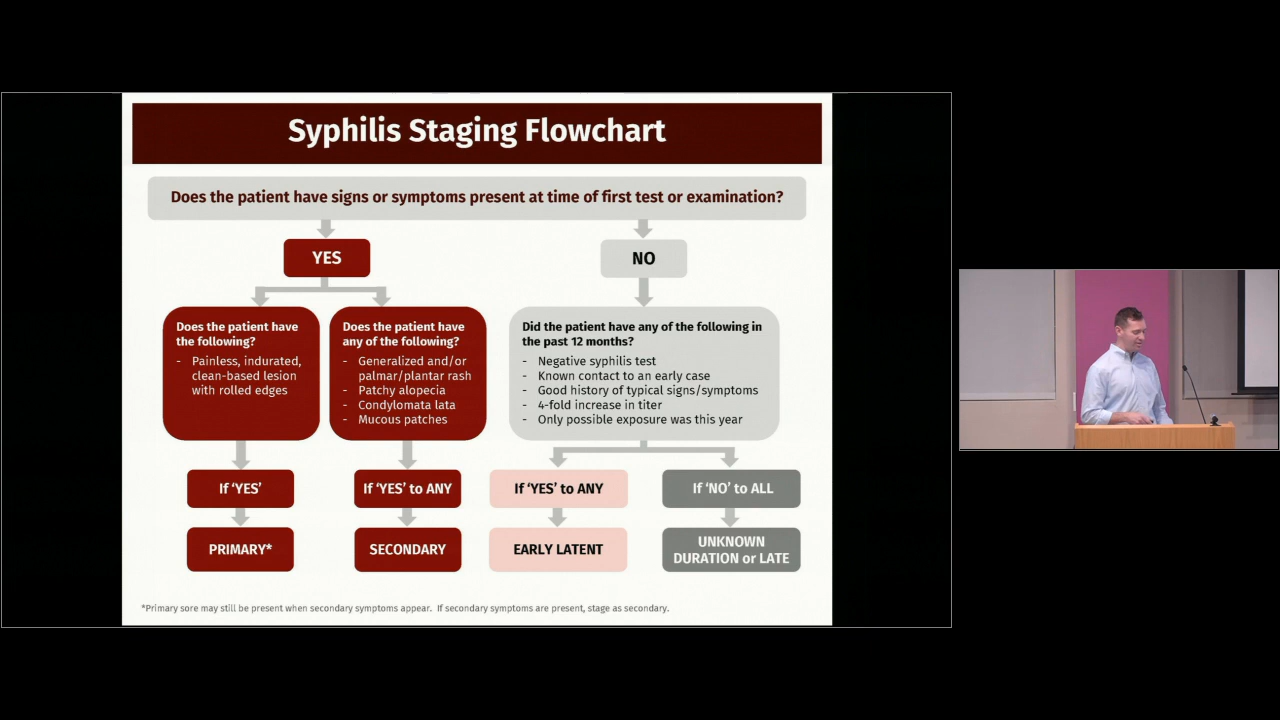 Syphilis Staging Flowchart
Does the patient have signs or symptoms present at time of first test or examination?
YES
NO
Does the patient have
the following?
- Painless, indurated,
clean-based lesion
with rolled edges
Does the patient have
any of the following?
- Generalized and/or
palmar/plantar rash
- Patchy alopecia
- Condylomata lata
- Mucous patches
Did the patient have any of the following in
the past 12 months?
- Negative syphilis test
- Known contact to an early case
- Good history of typical signs/symptoms
- 4-fold increase in titer
- Only possible exposure was this year
If ‘YES’
If ‘YES’ to ANY
If ‘YES’ to ANY
If ‘NO’ to ALL
PRIMARY*
SECONDARY
EARLY LATENT
UNKNOWN
DURATION or LATE
*Primary sore may still be present when secondary symptoms appear. If secondary symptoms are present, stage as secondary.